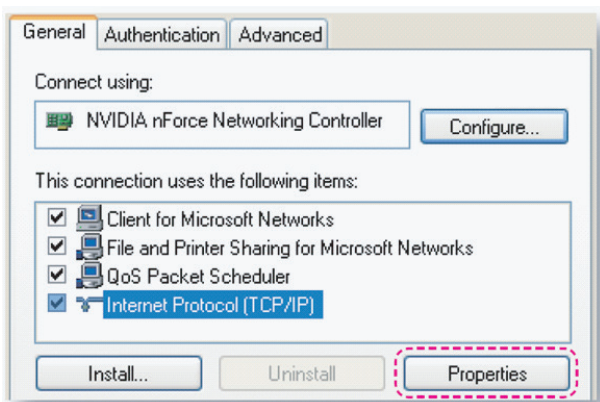 General Authentication Advanced
Connect using:
NVIDIA nForce Networking Controller Configure...
This connection uses the following items:
Client for Microsoft Networks
File and Printer Sharing for Microsoft Networks
QoS Packet Scheduler
Internet Protocol (TCP/IP)
Install... Uninstall Properties